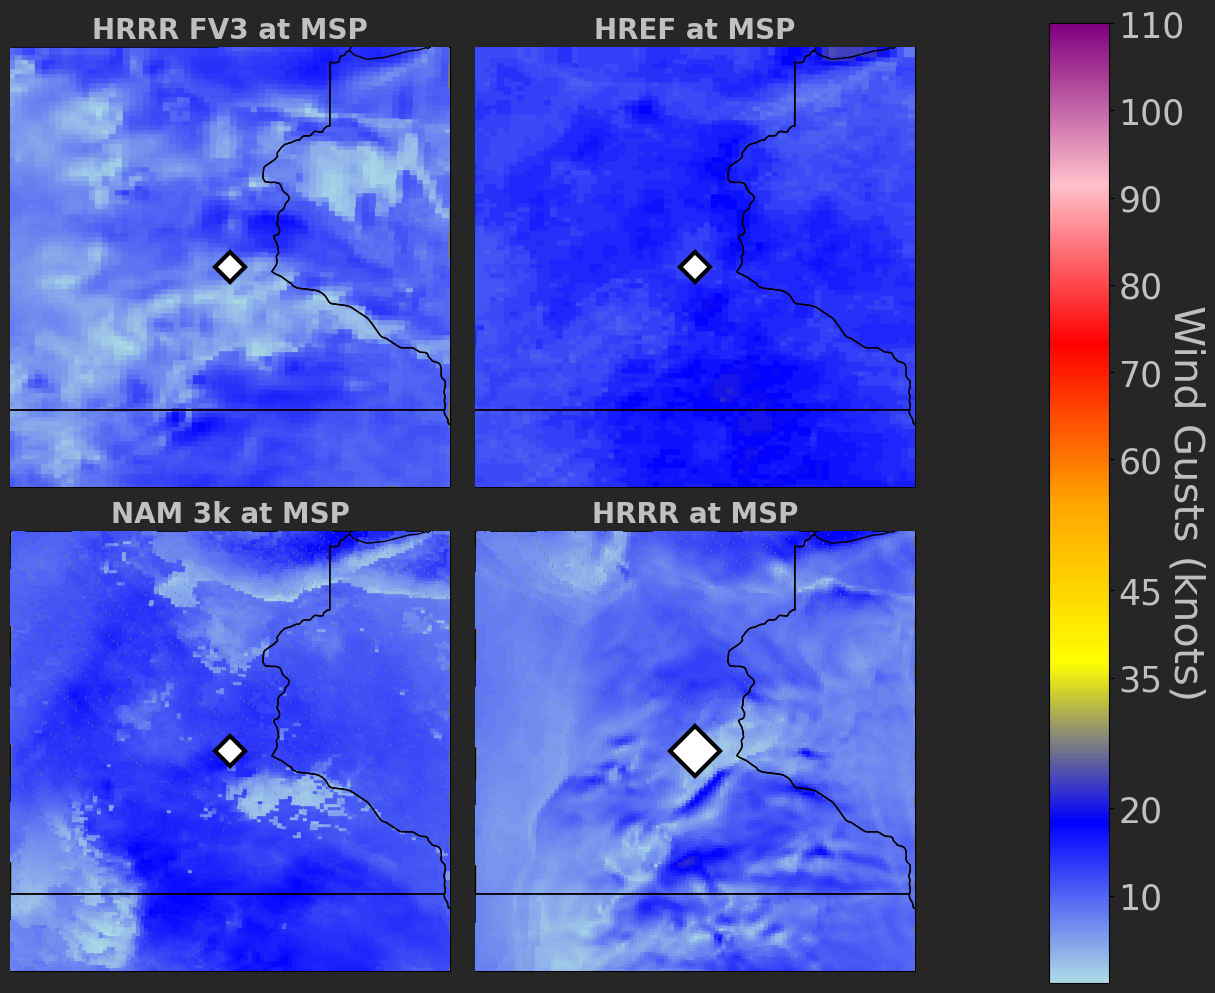 HRRR FV3 at MSP
HREF at MSP
NAM 3k at MSP
HRRR at MSP
110
100
90
80
70
60
45
35
20
10
Wind Gusts (knots)